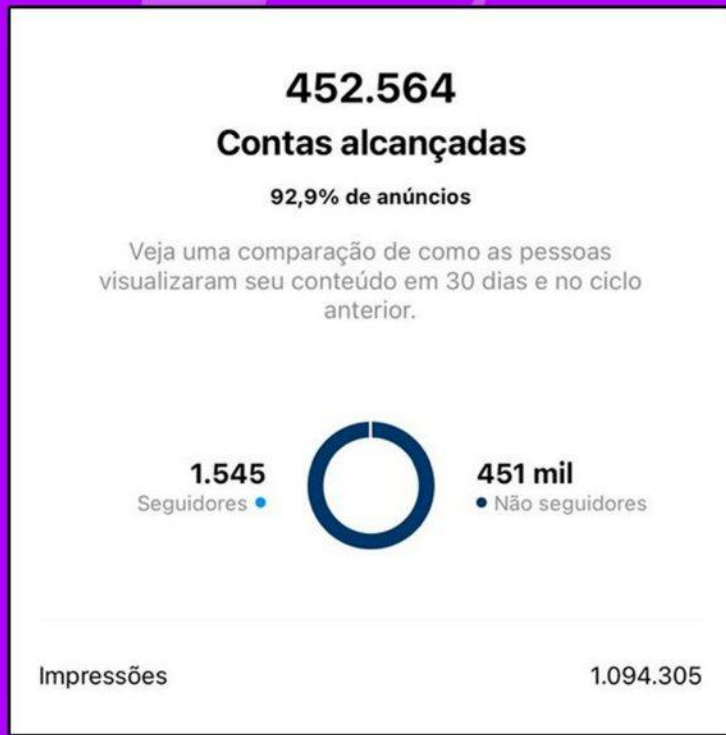 452.564
Contas alcançadas
92,9% de anúncios
Veja uma comparação de como as pessoas
visualizaram seu conteúdo em 30 dias e no ciclo
anterior.
1.545
Seguidores
451 mil
Não seguidores
Impressões 1.094.305